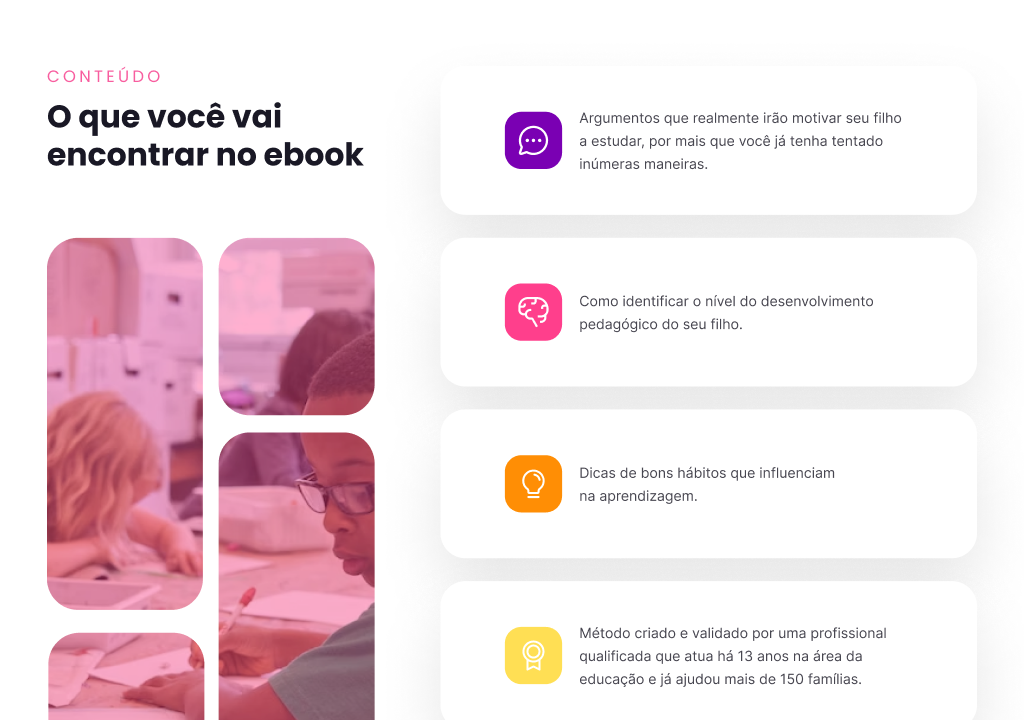 CONTEÚDO
O que você vai
encontrar no ebook
Argumentos que realmente irão motivar seu filho
a estudar, por mais que você já tenha tentado
inúmeras maneiras.
Como identificar o nível do desenvolvimento
pedagógico do seu filho.
Dicas de bons hábitos que influenciam
na aprendizagem.
Método criado e validado por uma profissional
qualificada que atua há 13 anos na área da
educação e já ajudou mais de 150 famílias.